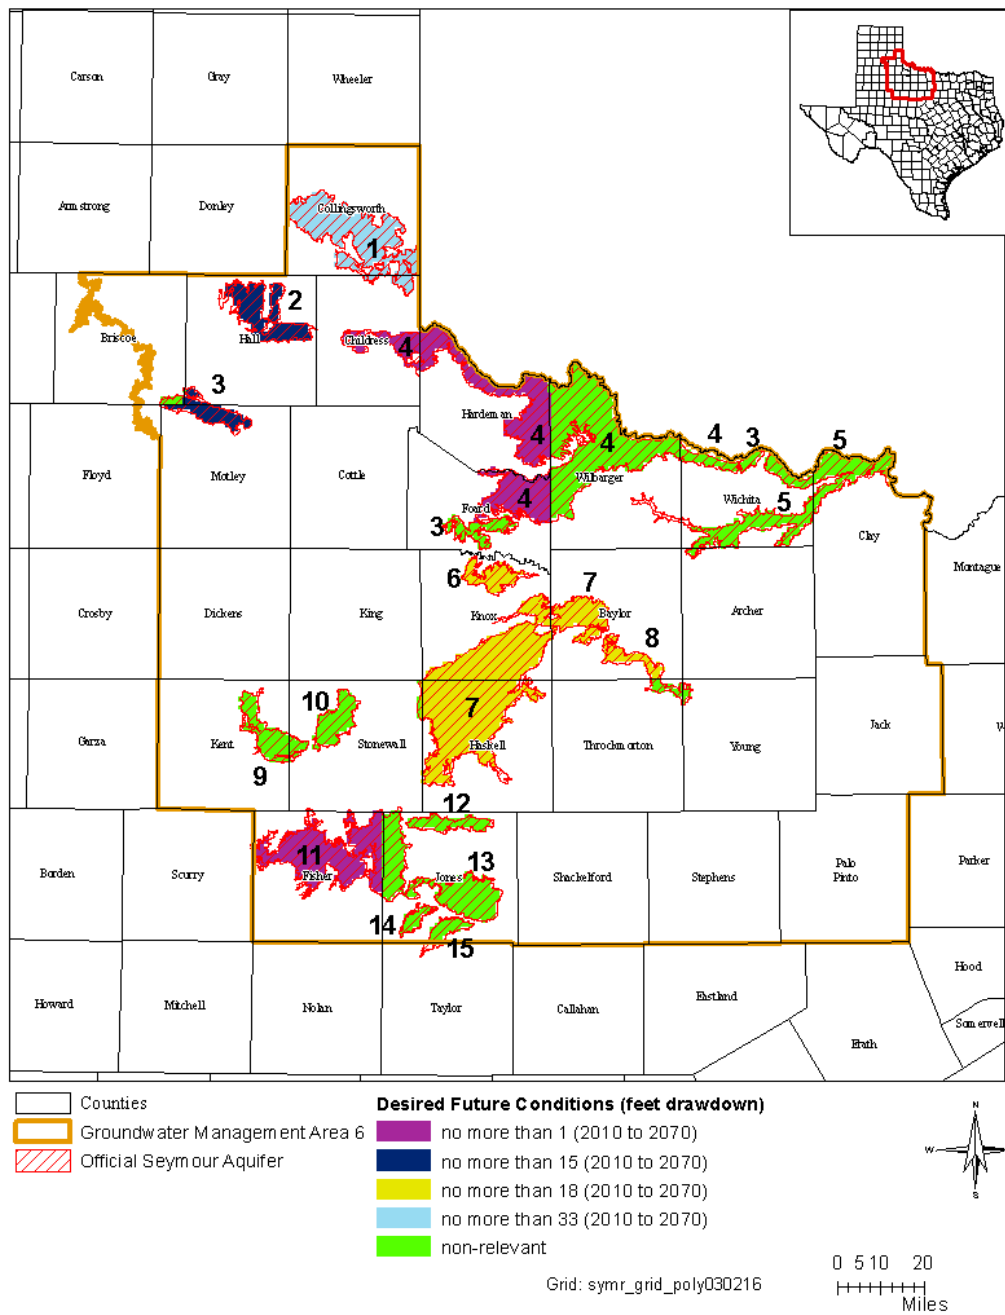 Carson
Gray
Wheeler
Armstrong
Donley
Collingsworth
1
2
Briscoe
Hall
Childress
4
3
Hardeman
4
4
4
3
5
Floyd
Motley
Cottle
Wilbarger
Wichita
5
Foard
4
3
Clay
6
7
Montague
Crosby
Dickens
King
Knox
Baylor
Archer
8
10
7
Garza
Kent
Stonewall
Haskell
Throckmorton
Young
Jack
W
9
12
11
13
Borden
Scurry
Fisher
Jones
Shackelford
Stephens
Palo
Pinto
Parker
14
15
Hood
Howard
Mitchell
Nolan
Taylor
Callahan
Eastland
Somervell
Erath
Counties
Groundwater Management Area 6
Official Seymour Aquifer
Desired Future Conditions (feet drawdown)
no more than 1 (2010 to 2070)
no more than 15 (2010 to 2070)
no more than 18 (2010 to 2070)
no more than 33 (2010 to 2070)
non-relevant
N
W
E
S
Grid: symr_grid_poly030216
0 5 10 20
Miles